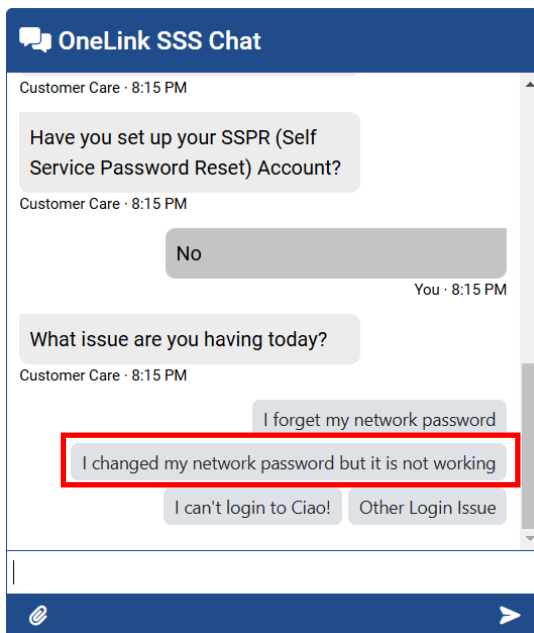 OneLink SSS Chat
Customer Care · 8:15 PM
Have you set up your SSPR (Self
Service Password Reset) Account?
Customer Care · 8:15 PM
No
You · 8:15 PM
What issue are you having today?
Customer Care · 8:15 PM
I forget my network password
I changed my network password but it is not working
I can't login to Ciao!
Other Login Issue